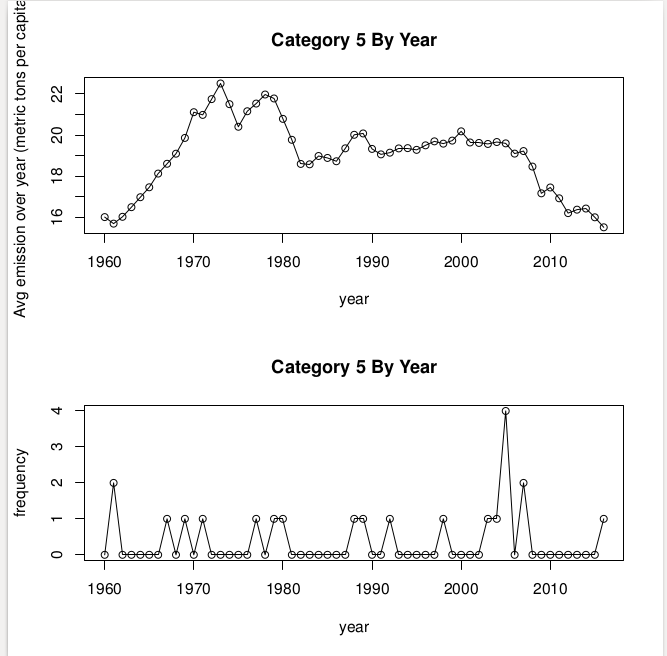 Category 5 By Year
Avg emission over year (metric tons per capita
22
20
18
16
1960 1970 1980 1990 2000 2010
year
Category 5 By Year
frequency
4
3
2
1
0
1960 1970 1980 1990 2000 2010
year